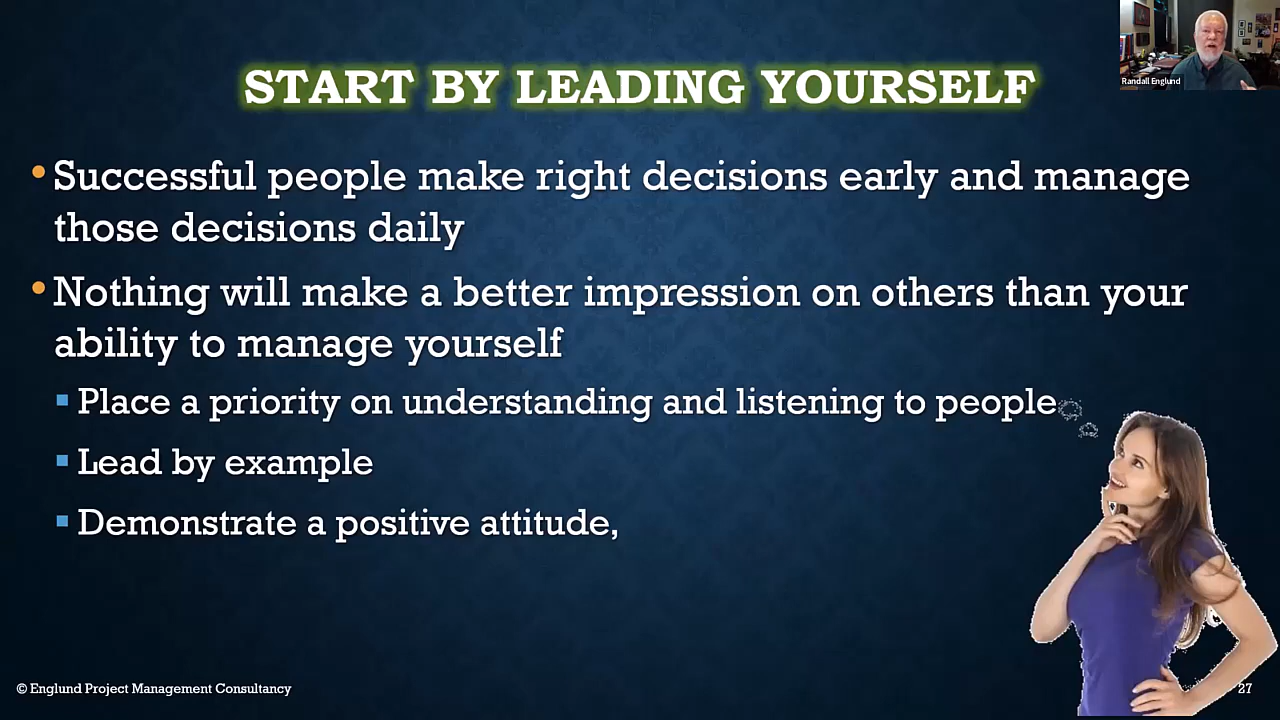 Randall Englund
START BY LEADING YOURSELF
• Successful people make right decisions early and manage
those decisions daily
• Nothing will make a better impression on others than your
ability to manage yourself
▪ Place a priority on understanding and listening to people
▪ Lead by example
▪ Demonstrate a positive attitude,
© Englund Project Management Consultancy
27